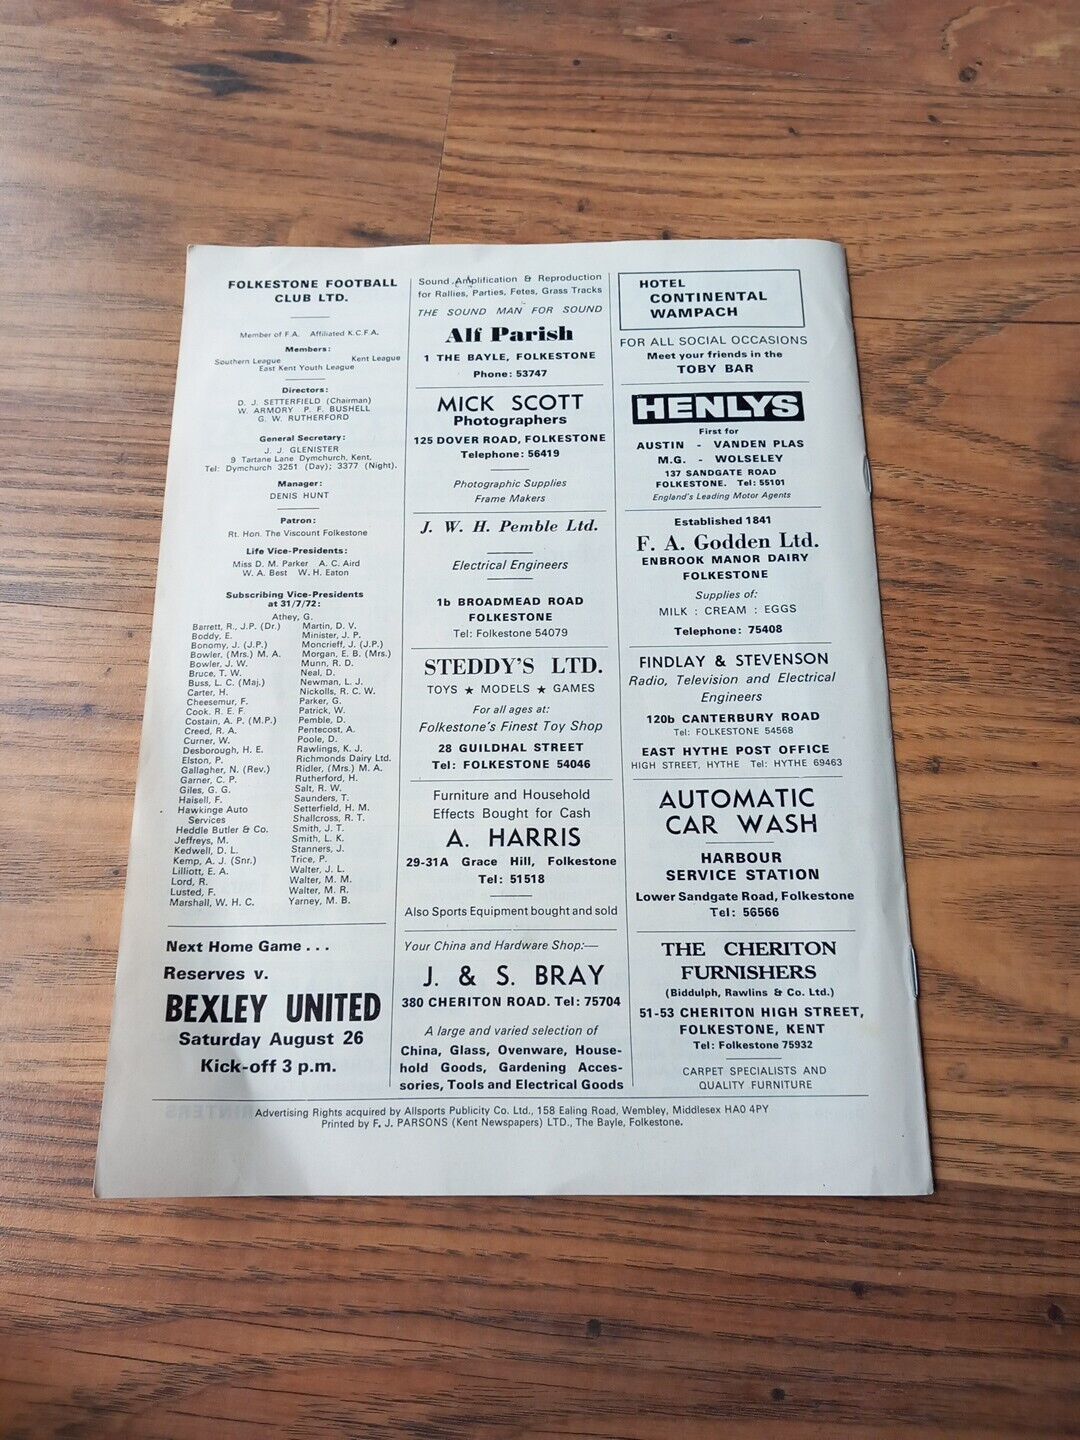 FOLKESTONE FOOTBALL
CLUB LTD.
Member of F.A. Affiliated K.C.F.A.
Members:
Southern League Kent League
East Kent Youth League
Directors:
D. J. SETTERFIELD (Chairman)
W. ARMORY P. F. BUSHELL
G. W. RUTHERFORD
General Secretary:
J. J. GLENISTER
9 Tartane Lane Dymchurch, Kent.
Tel: Dymchurch 3251 (Day); 3377 (Night).
Manager:
DENIS HUNT
Patron:
Rt. Hon. The Viscount Folkestone
Life Vice-Presidents:
Miss D. M. Parker A. C. Aird
W. A. Best W. H. Eaton
Subscribing Vice-Presidents
at 31/7/72:
Athey, G.
Barrett, R., J.P. (Dr.)
Boddy, E.
Bonomy, J. (J.P.)
Bowler, (Mrs.) M. A.
Bowler, J. W.
Bruce, T. W.
Buss, L. C. (Maj.)
Carter, H.
Cheesemur, F.
Cook, R. E. F.
Costain, A. P. (M.P.)
Creed, R. A.
Curner, W.
Desborough, H. E.
Elston, P.
Gallagher, N. (Rev.)
Garner, C. P.
Giles, G. G.
Haisell, F.
Hawkinge Auto
Services
Heddle Butler & Co.
Jeffreys, M.
Kedwell, D. L.
Kemp, A. J. (Snr.)
Lilliott, E. A.
Lord, R.
Lusted, F.
Marshall, W. H. C.
Martin, D. V.
Minister, J. P.
Moncrieff, J. (J.P.)
Morgan, E. B. (Mrs.)
Munn, R. D.
Neal, D.
Newman, L. J.
Nickolls, R. C. W.
Parker, G.
Patrick, W.
Pemble, D.
Pentecost, A.
Poole, D.
Rawlings, K. J.
Richmonds Dairy Ltd.
Ridler, (Mrs.) M. A.
Rutherford, H.
Salt, R. W.
Saunders, T.
Setterfield, H. M.
Shallcross, R. T.
Smith, J. T.
Smith, L. K.
Stanners, J.
Trice, P.
Walter, J. L.
Walter, M. M.
Walter, M. R.
Yarney, M. B.
Next Home Game . . .
Reserves v.
BEXLEY UNITED
Saturday August 26
Kick-off 3 p.m.
Sound Amplification & Reproduction
for Rallies, Parties, Fetes, Grass Tracks
THE SOUND MAN FOR SOUND
Alf Parish
1 THE BAYLE, FOLKESTONE
Phone: 53747
MICK SCOTT
Photographers
125 DOVER ROAD, FOLKESTONE
Telephone: 56419
Photographic Supplies
Frame Makers
J. W. H. Pemble Ltd.
Electrical Engineers
1b BROADMEAD ROAD
FOLKESTONE
Tel: Folkestone 54079
STEDDY'S LTD.
TOYS ★ MODELS ★ GAMES
For all ages at:
Folkestone's Finest Toy Shop
28 GUILDHAL STREET
Tel: FOLKESTONE 54046
Furniture and Household
Effects Bought for Cash
A. HARRIS
29-31A Grace Hill, Folkestone
Tel: 51518
Also Sports Equipment bought and sold
Your China and Hardware Shop:—
J. & S. BRAY
380 CHERITON ROAD. Tel: 75704
A large and varied selection of
China, Glass, Ovenware, House-
hold Goods, Gardening Acces-
sories, Tools and Electrical Goods
HOTEL
CONTINENTAL
WAMPACH
FOR ALL SOCIAL OCCASIONS
Meet your friends in the
TOBY BAR
HENLYS
First for
AUSTIN - VANDEN PLAS
M.G. - WOLSELEY
137 SANDGATE ROAD
FOLKESTONE. Tel: 55101
England's Leading Motor Agents
Established 1841
F. A. Godden Ltd.
ENBROOK MANOR DAIRY
FOLKESTONE
Supplies of:
MILK : CREAM : EGGS
Telephone: 75408
FINDLAY & STEVENSON
Radio, Television and Electrical
Engineers
120b CANTERBURY ROAD
Tel: FOLKESTONE 54568
EAST HYTHE POST OFFICE
HIGH STREET, HYTHE Tel: HYTHE 69463
AUTOMATIC
CAR WASH
HARBOUR
SERVICE STATION
Lower Sandgate Road, Folkestone
Tel: 56566
THE CHERITON
FURNISHERS
(Biddulph, Rawlins & Co. Ltd.)
51-53 CHERITON HIGH STREET,
FOLKESTONE, KENT
Tel: Folkestone 75932
CARPET SPECIALISTS AND
QUALITY FURNITURE
Advertising Rights acquired by Allsports Publicity Co. Ltd., 158 Ealing Road, Wembley, Middlesex HA0 4PY
Printed by F. J. PARSONS (Kent Newspapers) LTD., The Bayle, Folkestone.